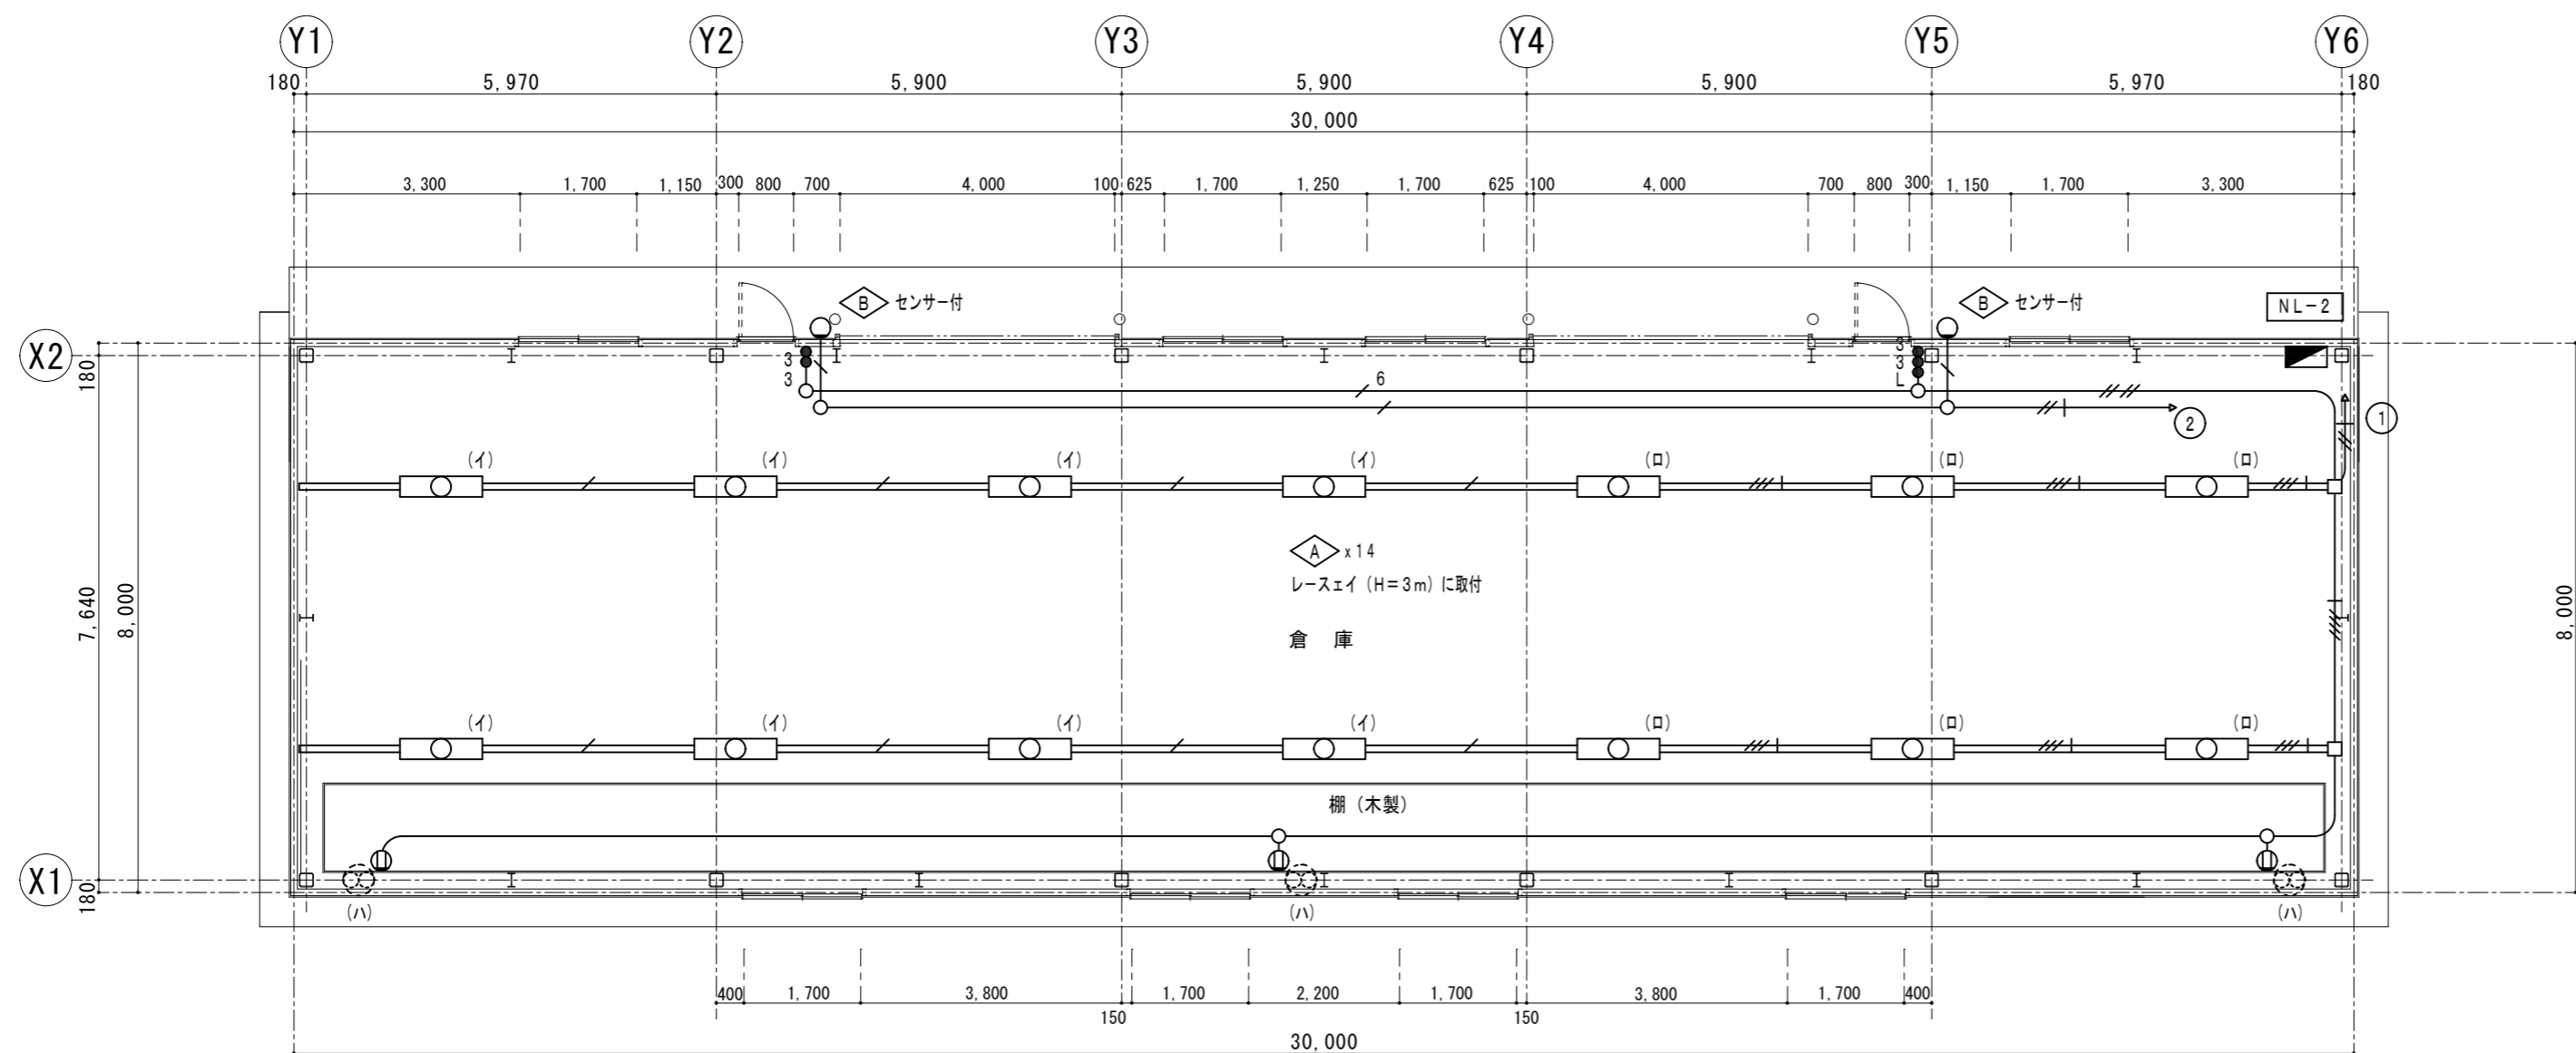 Y1 Y2 Y3 Y4 Y5 Y6
180 5,970 5,900 5,900 5,900 5,970 180
30,000
3,300 1,700 1,150 300 800 700 4,000 100 625 1,700 1,250 1,700 625 100 4,000 700 800 300 1,150 1,700 3,300
B センサー付 B センサー付 NL-2
X2
180
3
3
3
3
L
6
2
1
(イ) (イ) (イ) (イ) (ロ) (ロ) (ロ)
A x14
レースェイ (H=3m) に取付
倉 庫
7,640
8,000
8,000
(イ) (イ) (イ) (イ) (ロ) (ロ) (ロ)
棚 (木製)
X1
180
(ハ) (ハ) (ハ)
400 1,700 3,800 1,700 2,200 1,700 3,800 1,700 400
150 150
30,000